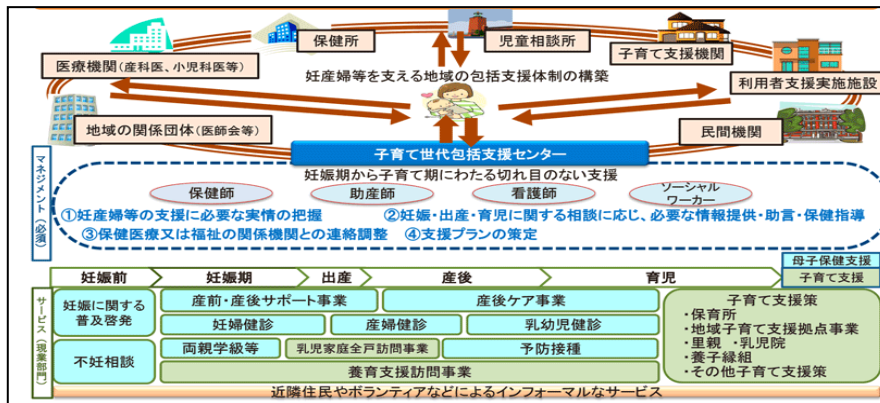 保健所
児童相談所
子育て支援機関
医療機関(産科医、小児科医等)
妊産婦等を支える地域の包括支援体制の構築
利用者支援実施施設
地域の関係団体(医師会等)
民間機関
子育て世代包括支援センター
妊娠期から子育て期にわたる切れ目のない支援
マネジメント(必須)
保健師
助産師
看護師
ソーシャル
ワーカー
①妊産婦等の支援に必要な実情の把握
②妊娠・出産・育児に関する相談に応じ、必要な情報提供・助言・保健指導
③保健医療又は福祉の関係機関との連絡調整
④支援プランの策定
母子保健支援
子育て支援
妊娠前
妊娠期
出産
産後
育児
サービス(現業部門)
妊娠に関する
普及啓発
産前・産後サポート事業
産後ケア事業
子育て支援策
・保育所
・地域子育て支援拠点事業
・里親 ・乳児院
・養子縁組
・その他子育て支援策
妊婦健診
産婦健診
乳幼児健診
不妊相談
両親学級等
乳児家庭全戸訪問事業
予防接種
養育支援訪問事業
近隣住民やボランティアなどによるインフォーマルなサービス